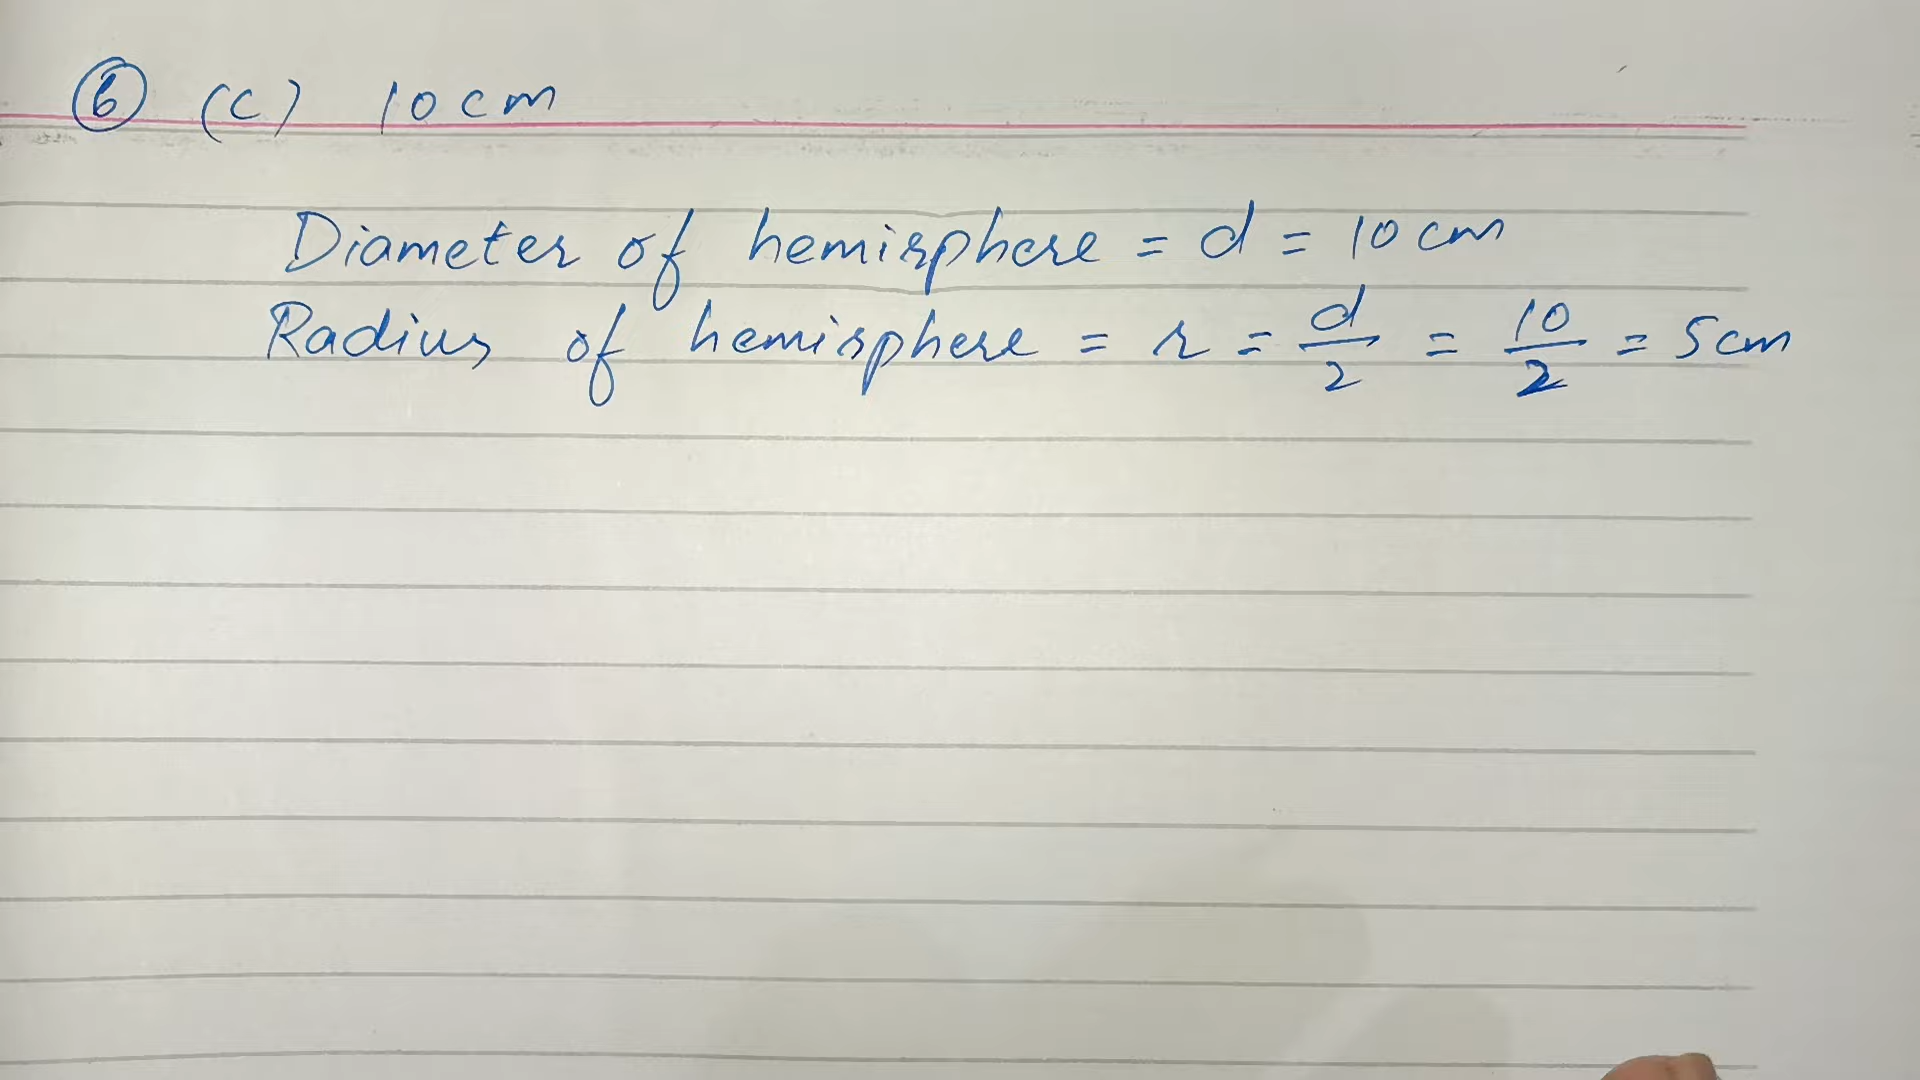 6 (C) 10 cm
Diameter of hemisphere = d = 10 cm
Radius of hemisphere = r = d/2 = 10/2 = 5 cm